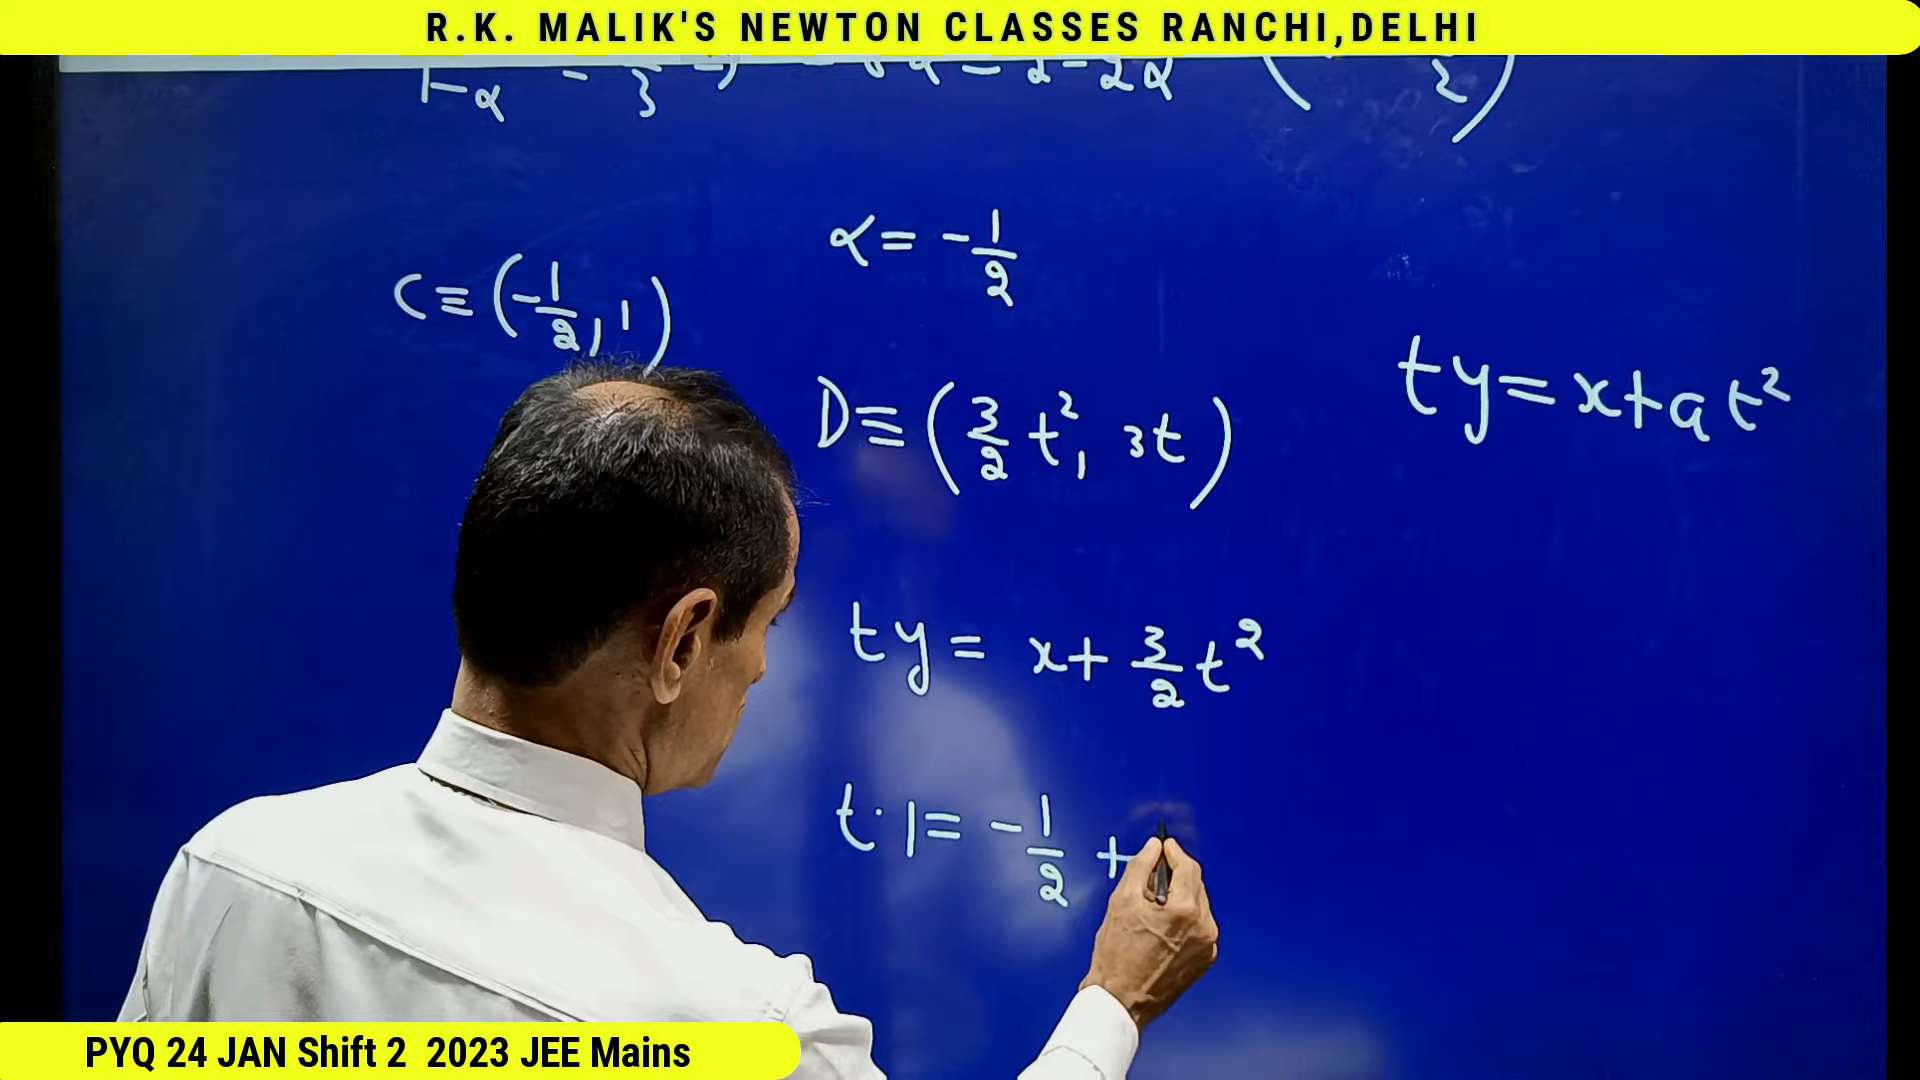 R.K. MALIK'S NEWTON CLASSES RANCHI,DELHI
α = -1/2
C ≡ (-1/2, 1)
ty = x + at²
D ≡ (3/2 t², 3t)
ty = x + 3/2 t²
t·1 = -1/2 +
PYQ 24 JAN Shift 2 2023 JEE Mains